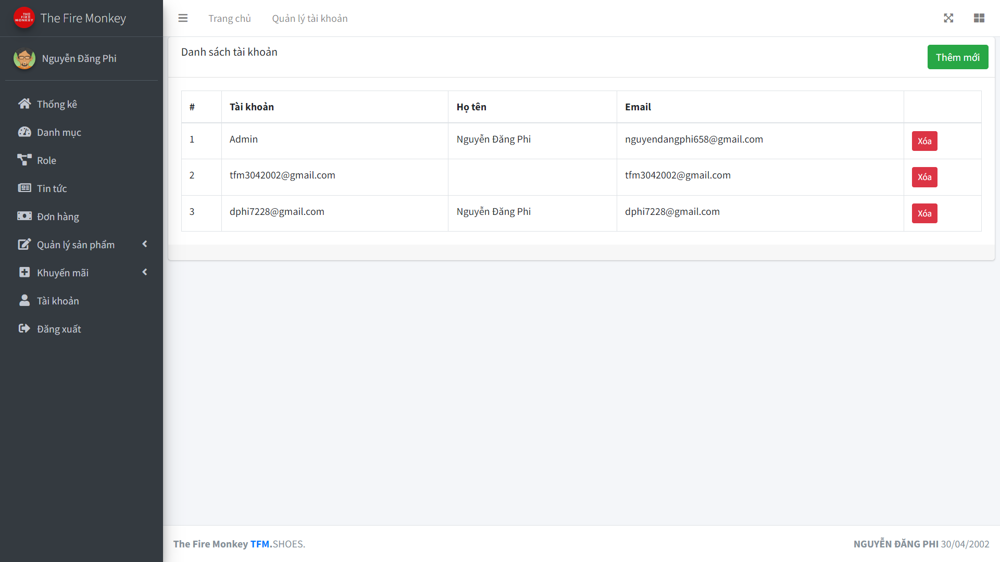 THE
FIRE
MONKEY
The Fire Monkey
Trang chủ
Quản lý tài khoản
Nguyễn Đăng Phi
Thống kê
Danh mục
Role
Tin tức
Đơn hàng
Quản lý sản phẩm
Khuyến mãi
Tài khoản
Đăng xuất
Danh sách tài khoản
Thêm mới
# Tài khoản Họ tên Email
1 Admin Nguyễn Đăng Phi nguyendangphi658@gmail.com Xóa
2 tfm3042002@gmail.com tfm3042002@gmail.com Xóa
3 dphi7228@gmail.com Nguyễn Đăng Phi dphi7228@gmail.com Xóa
The Fire Monkey TFM.SHOES.
NGUYỄN ĐĂNG PHI 30/04/2002